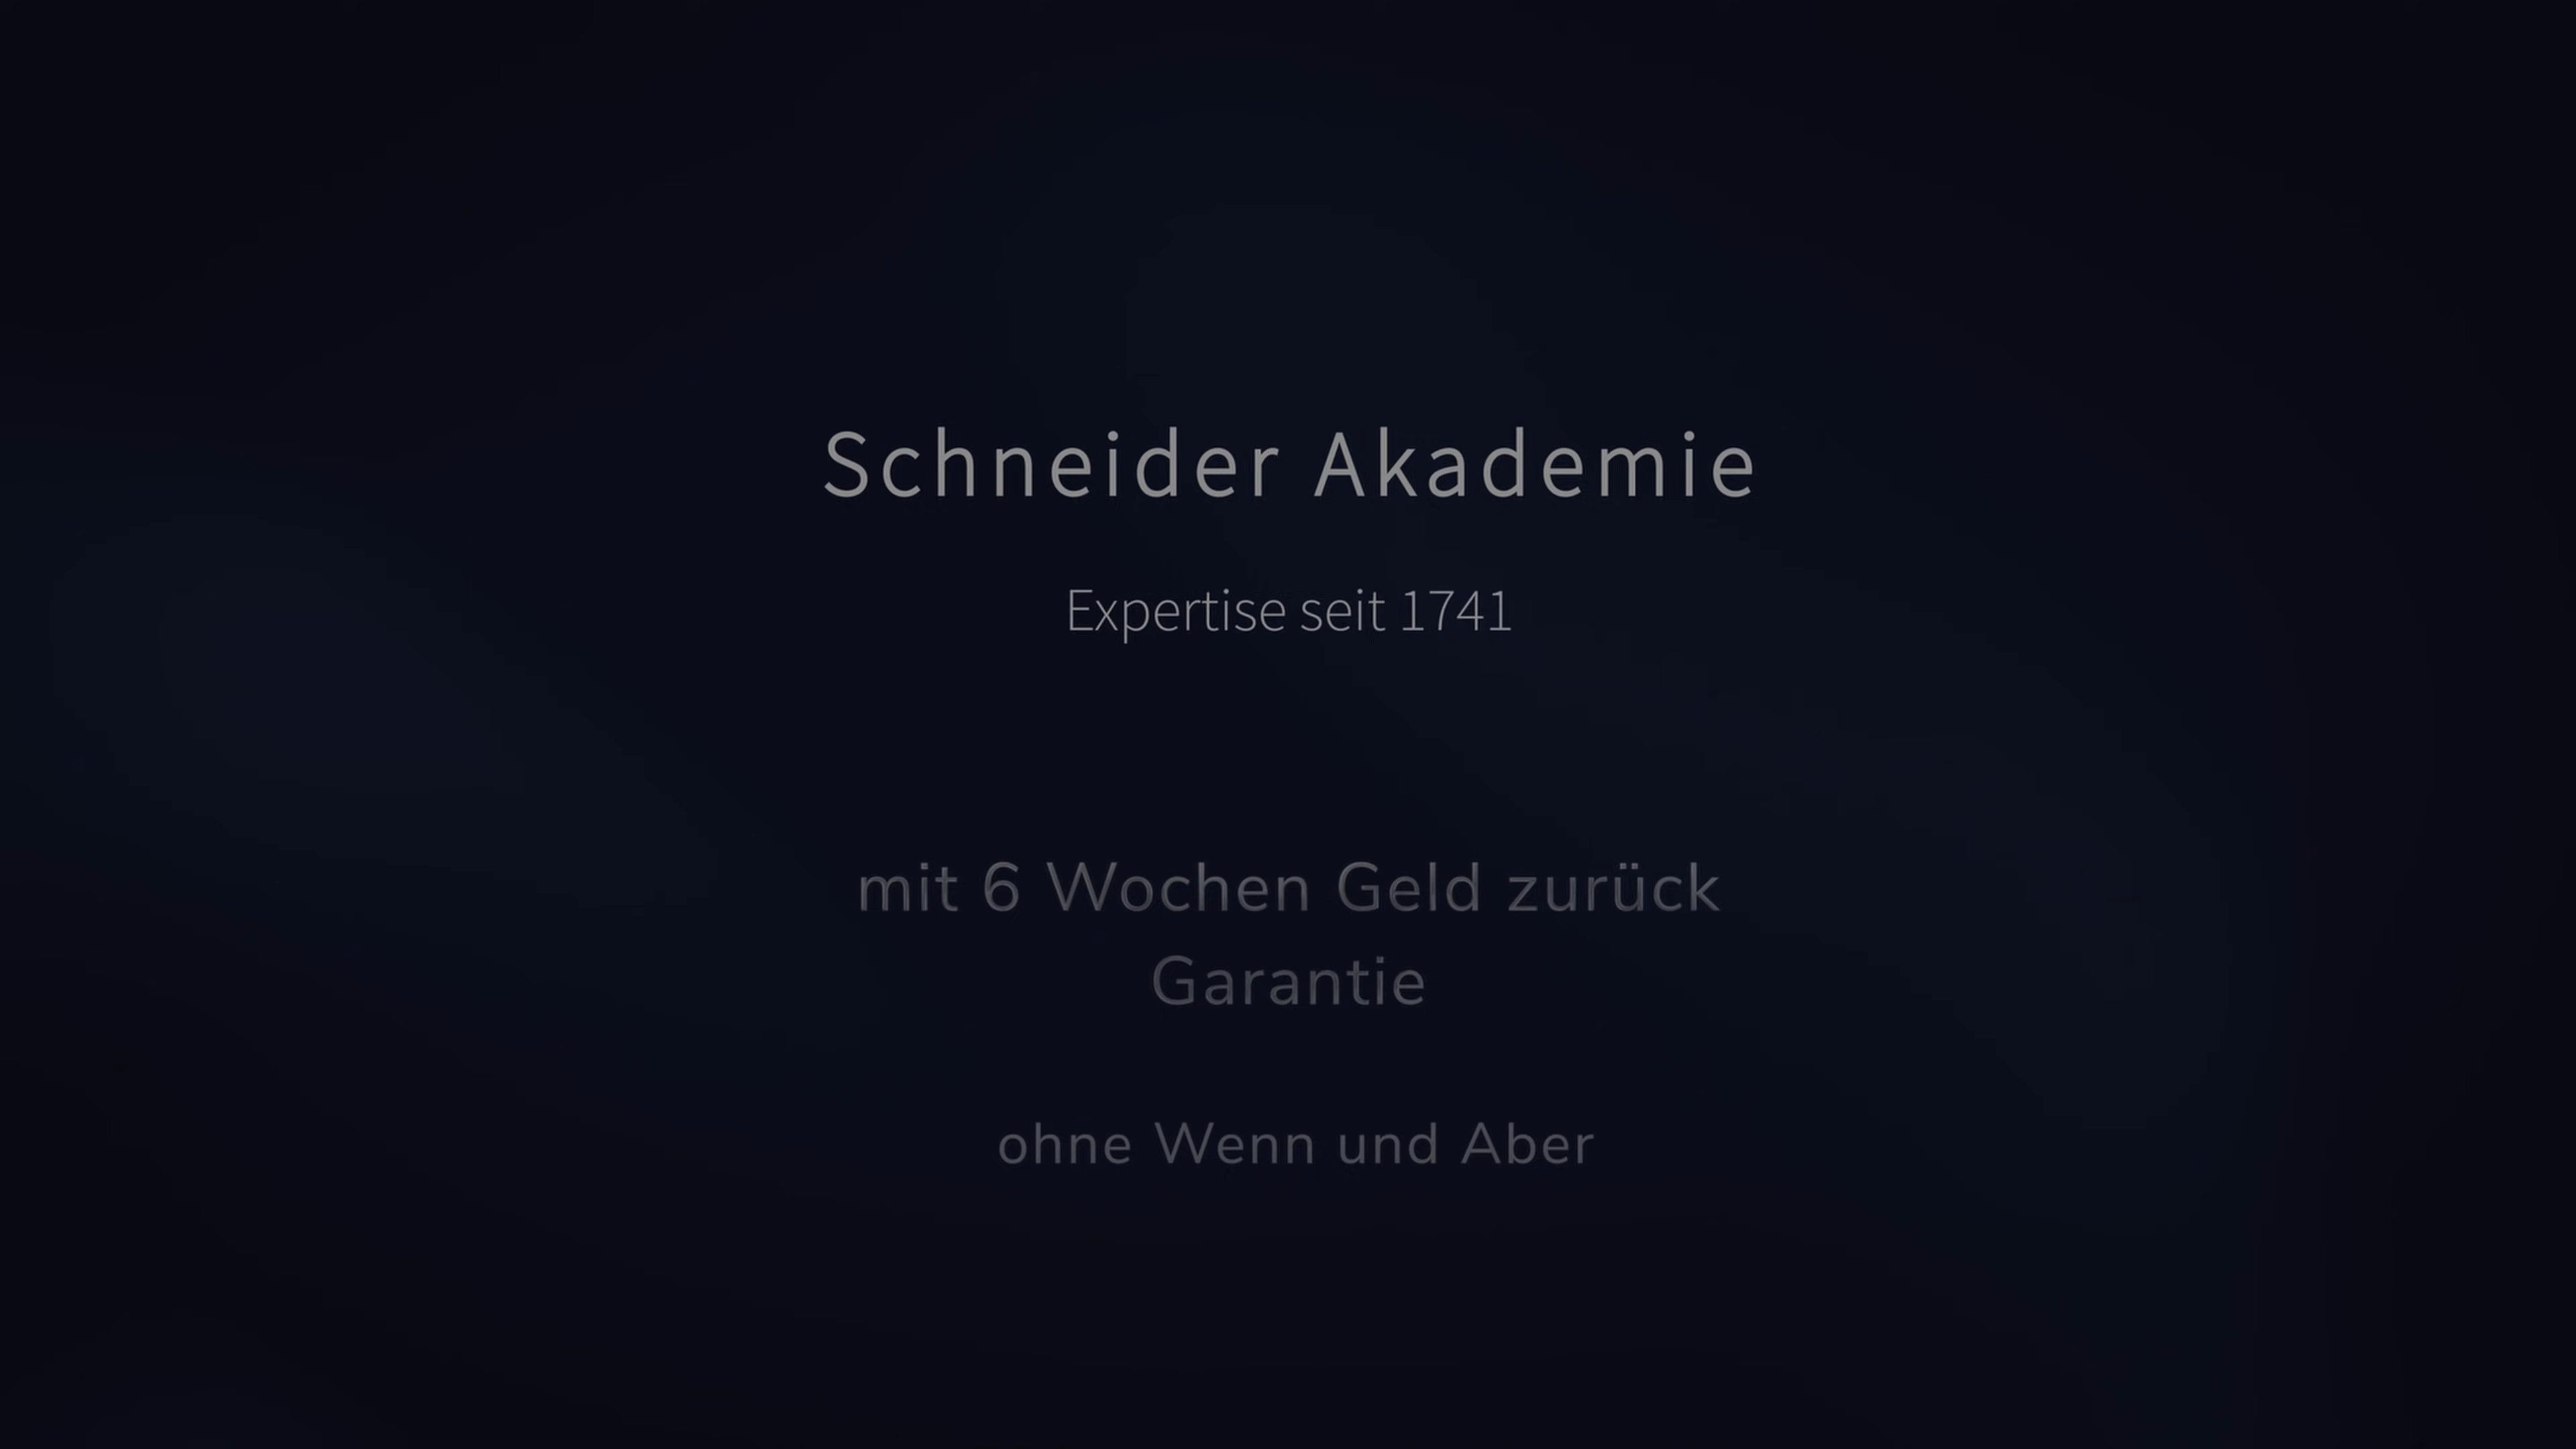 Schneider Akademie
Expertise seit 1741
mit 6 Wochen Geld zurück
Garantie
ohne Wenn und Aber